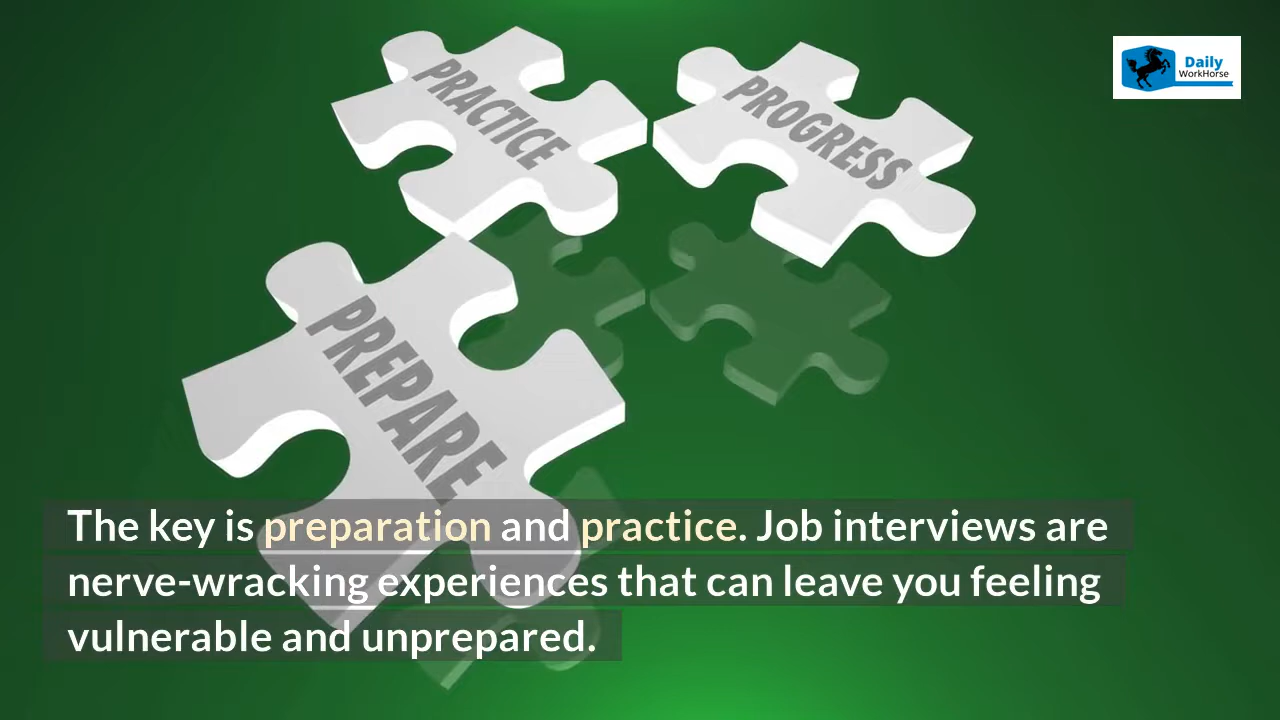 PRACTICE
PROGRESS
Daily
WorkHorse
PREPARE
The key is preparation and practice. Job interviews are
nerve-wracking experiences that can leave you feeling
vulnerable and unprepared.